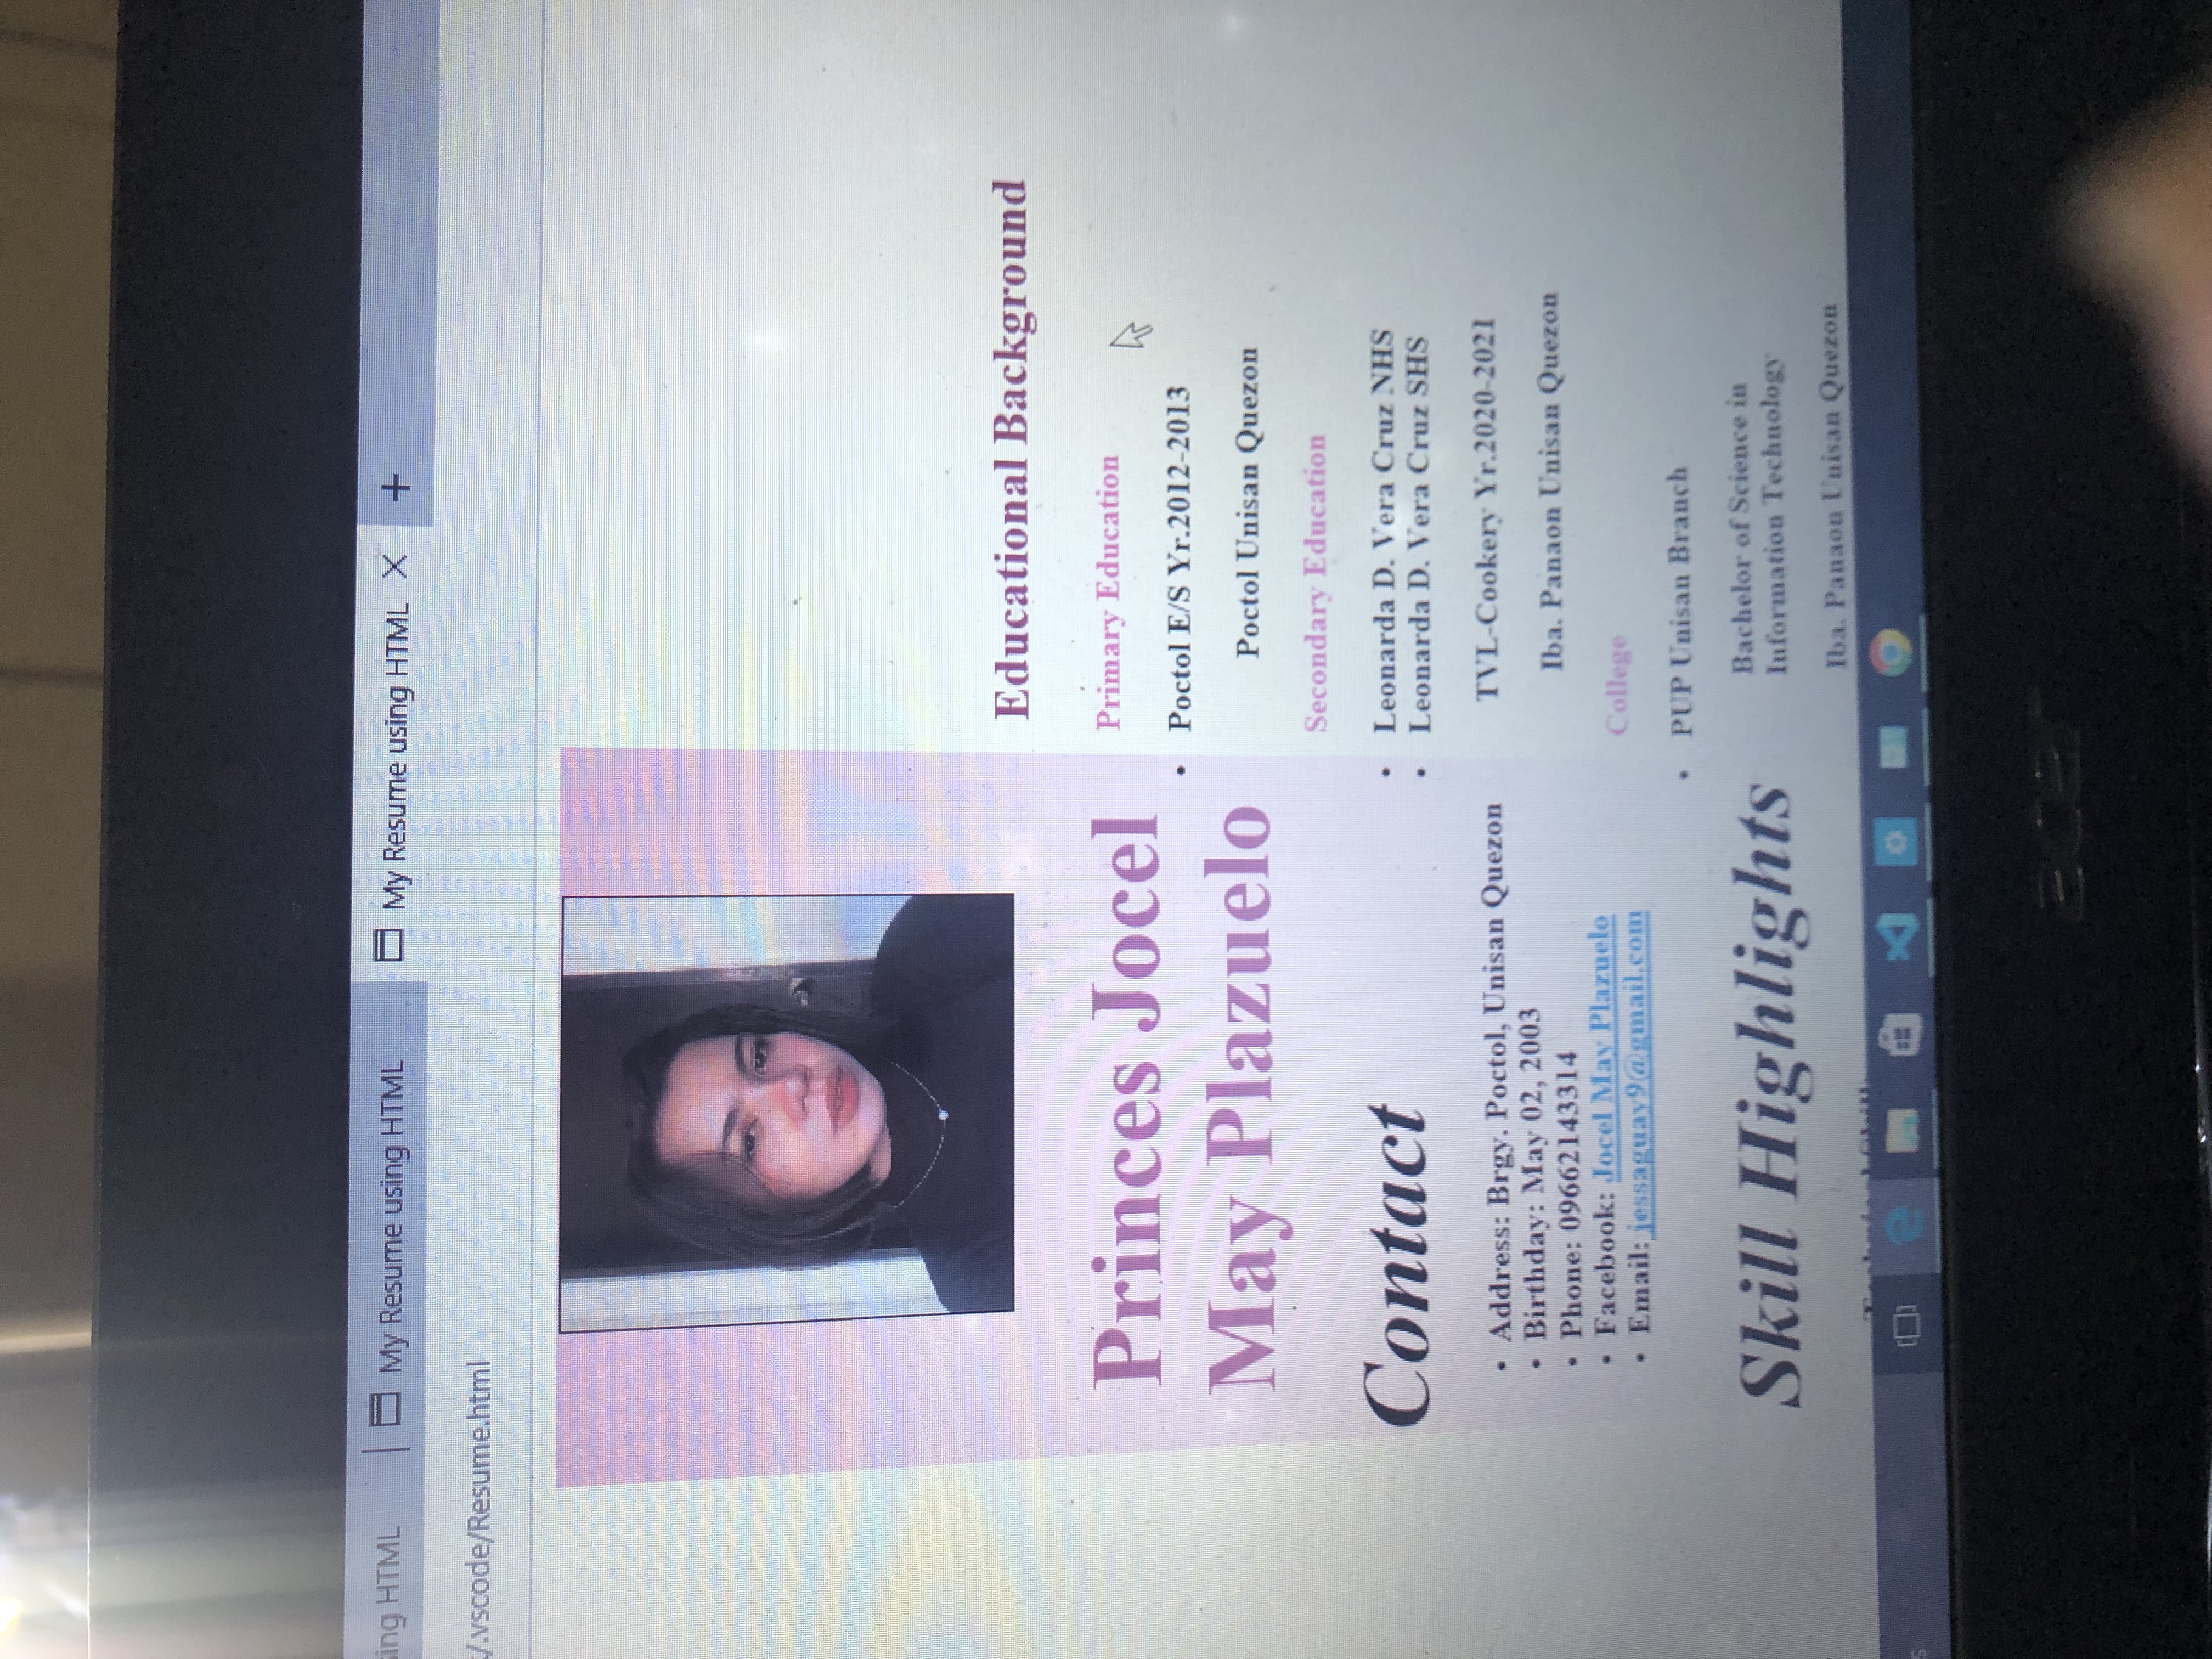 ing HTML
My Resume using HTML
My Resume using HTML
/.vscode/Resume.html
Princes Jocel
May Plazuelo
Contact
• Address: Brgy. Poctol, Unisan Quezon
• Birthday: May 02, 2003
• Phone: 09662143314
• Facebook: Jocel May Plazuelo
• Email: jessaguay9@gmail.com
Skill Highlights
Educational Background
Primary Education
• Poctol E/S Yr.2012-2013
Poctol Unisan Quezon
Secondary Education
• Leonarda D. Vera Cruz NHS
• Leonarda D. Vera Cruz SHS
TVL-Cookery Yr.2020-2021
Iba. Panaon Unisan Quezon
College
• PUP Unisan Branch
Bachelor of Science in
Information Technology
Iba. Panaon Unisan Quezon
acer